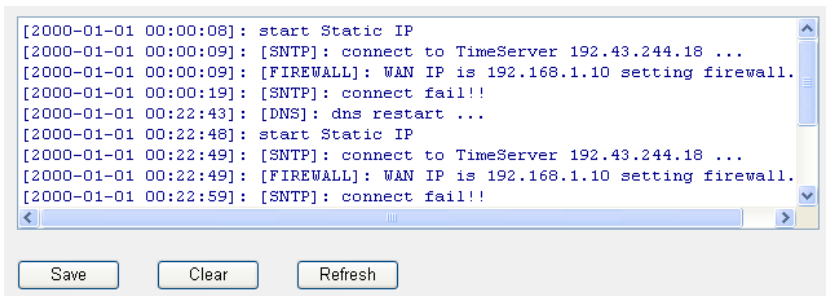 [2000-01-01 00:00:08]: start Static IP
[2000-01-01 00:00:09]: [SNTP]: connect to TimeServer 192.43.244.18 ...
[2000-01-01 00:00:09]: [FIREWALL]: WAN IP is 192.168.1.10 setting firewall.
[2000-01-01 00:00:19]: [SNTP]: connect fail!!
[2000-01-01 00:22:43]: [DNS]: dns restart ...
[2000-01-01 00:22:48]: start Static IP
[2000-01-01 00:22:49]: [SNTP]: connect to TimeServer 192.43.244.18 ...
[2000-01-01 00:22:49]: [FIREWALL]: WAN IP is 192.168.1.10 setting firewall.
[2000-01-01 00:22:59]: [SNTP]: connect fail!!
Save Clear Refresh